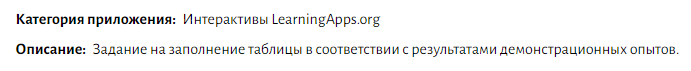 Категория приложения: Интерактивы LearningApps.org
Описание: Задание на заполнение таблицы в соответствии с результатами демонстрационных опытов.